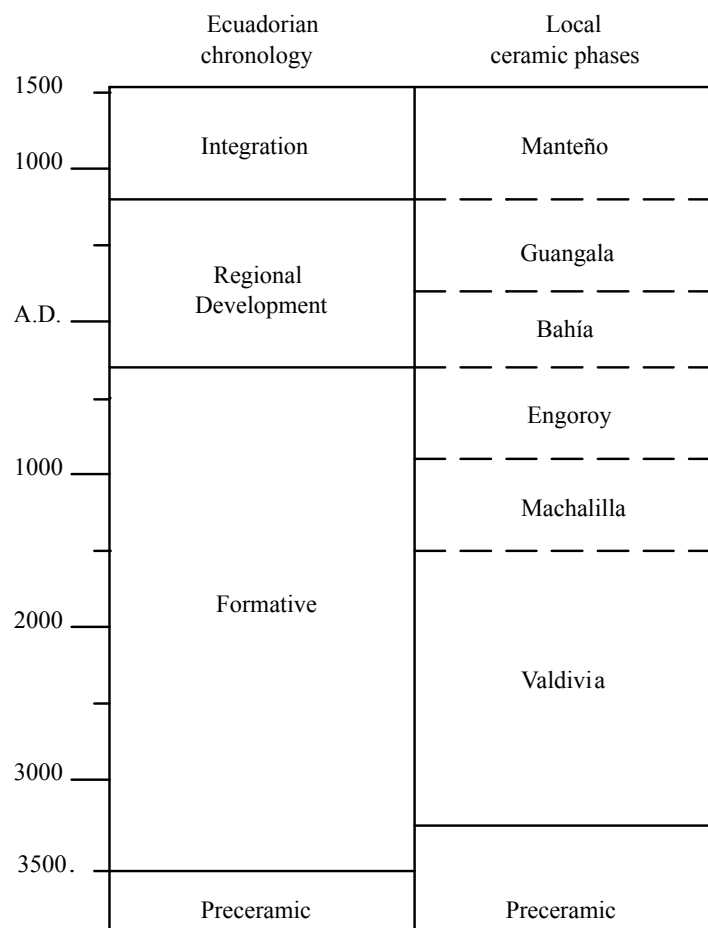 Ecuadorian
chronology
Local
ceramic phases
1500
Integration
Manteño
1000
Guangala
Regional
Development
A.D.
Bahía
Engoroy
1000
Machalilla
Formative
2000
Valdivia
3000
3500.
Preceramic
Preceramic